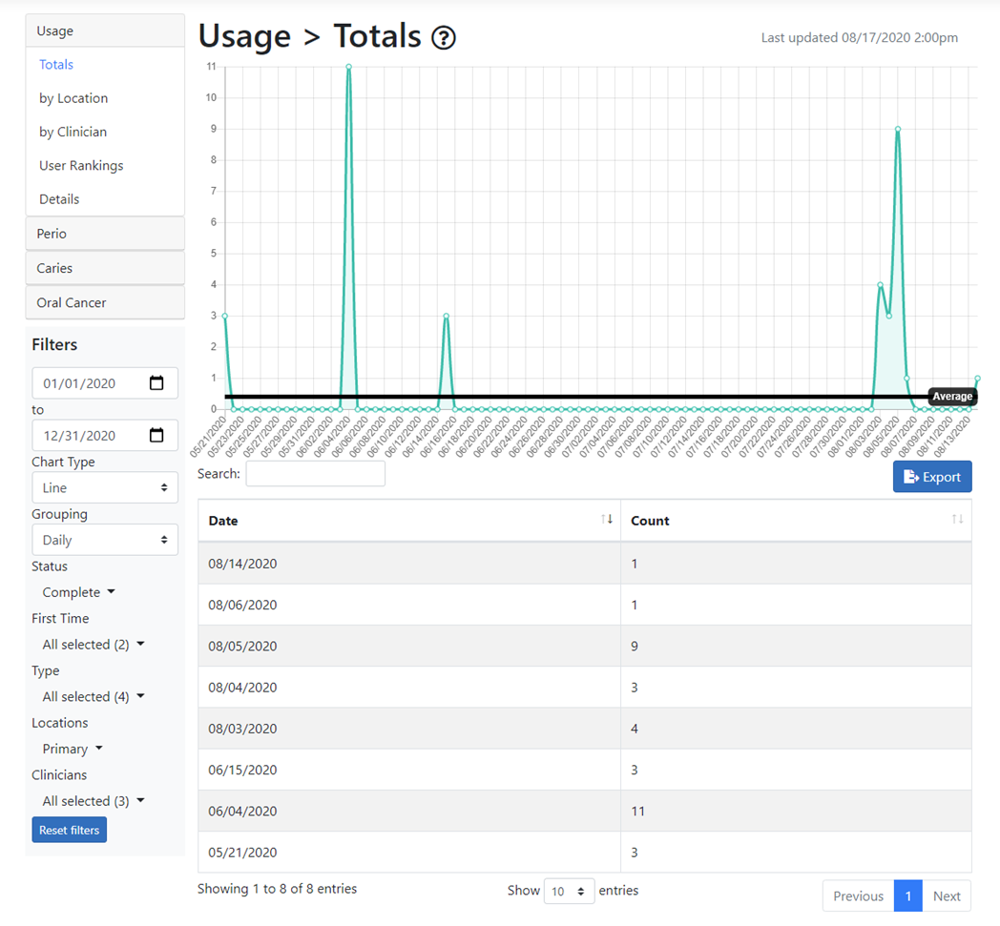 Usage
Totals
by Location
by Clinician
User Rankings
Details
Perio
Caries
Oral Cancer
Filters
01/01/2020
to
12/31/2020
Chart Type
Line
Grouping
Daily
Status
Complete
First Time
All selected (2)
Type
All selected (4)
Locations
Primary
Clinicians
All selected (3)
Reset filters
Usage > Totals ?
Last updated 08/17/2020 2:00pm
11
10
9
8
7
6
5
4
3
2
1
0
Average
05/21/2020
05/23/2020
05/25/2020
05/27/2020
05/29/2020
05/31/2020
06/02/2020
06/04/2020
06/06/2020
06/08/2020
06/10/2020
06/12/2020
06/14/2020
06/16/2020
06/18/2020
06/20/2020
06/22/2020
06/24/2020
06/26/2020
06/28/2020
06/30/2020
07/02/2020
07/04/2020
07/06/2020
07/08/2020
07/10/2020
07/12/2020
07/14/2020
07/16/2020
07/18/2020
07/20/2020
07/22/2020
07/24/2020
07/26/2020
07/28/2020
07/30/2020
08/01/2020
08/03/2020
08/05/2020
08/07/2020
08/09/2020
08/11/2020
08/13/2020
Search:
Export
Date Count
08/14/2020 1
08/06/2020 1
08/05/2020 9
08/04/2020 3
08/03/2020 4
06/15/2020 3
06/04/2020 11
05/21/2020 3
Showing 1 to 8 of 8 entries
Show 10 entries
Previous 1 Next